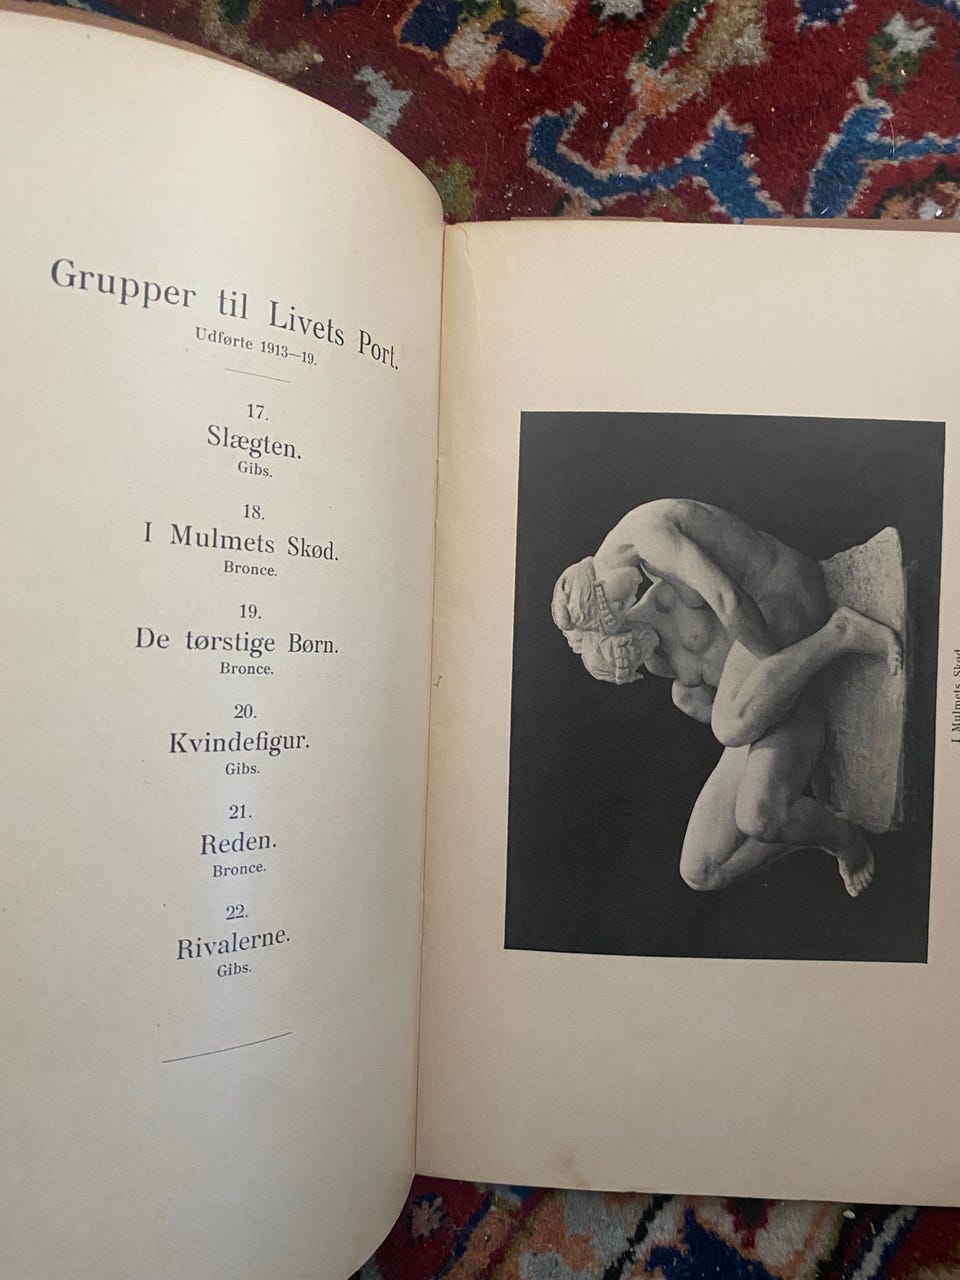 Grupper til Livets Port.
Udførte 1913—19.
17.
Slægten.
Gibs.
18.
I Mulmets Skød.
Bronce.
19.
De tørstige Børn.
Bronce.
20.
Kvindefigur.
Gibs.
21.
Reden.
Bronce.
22.
Rivalerne.
Gibs.
I Mulmets Skød